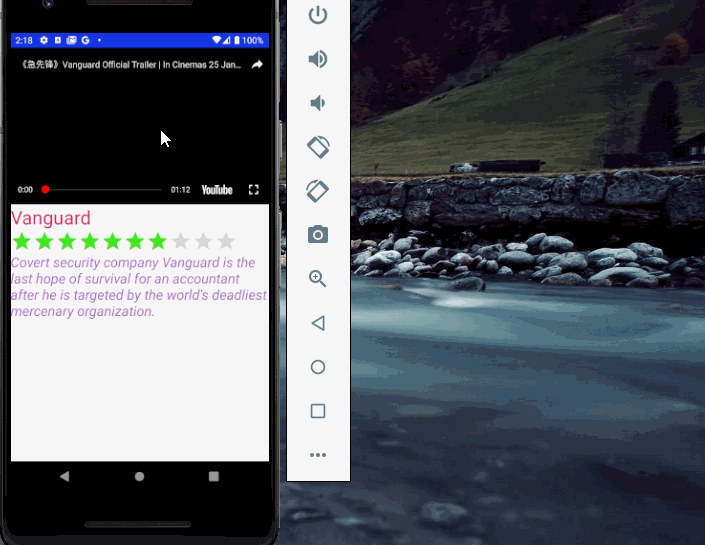 2:18 G 100%
《急先锋》Vanguard Official Trailer | In Cinemas 25 Jan...
0:00 01:12 YouTube
Vanguard
Covert security company Vanguard is the
last hope of survival for an accountant
after he is targeted by the world's deadliest
mercenary organization.